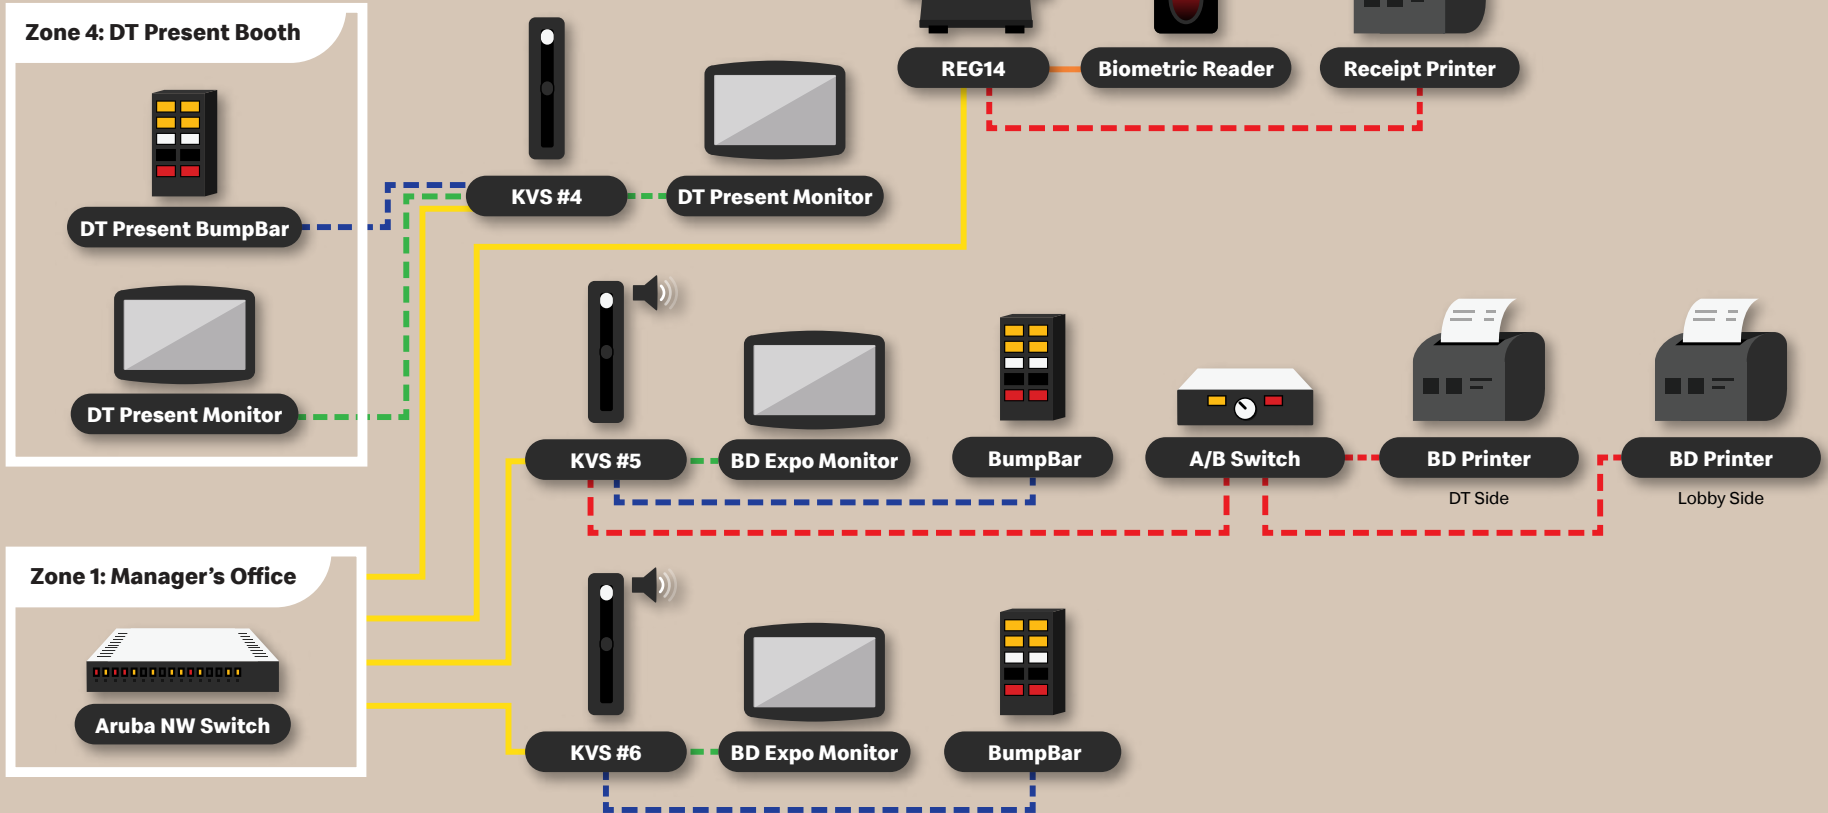 Zone 4: DT Present Booth
REG14
Biometric Reader
Receipt Printer
KVS #4
DT Present Monitor
DT Present BumpBar
DT Present Monitor
KVS #5
BD Expo Monitor
BumpBar
A/B Switch
BD Printer
BD Printer
DT Side
Lobby Side
Zone 1: Manager’s Office
Aruba NW Switch
KVS #6
BD Expo Monitor
BumpBar